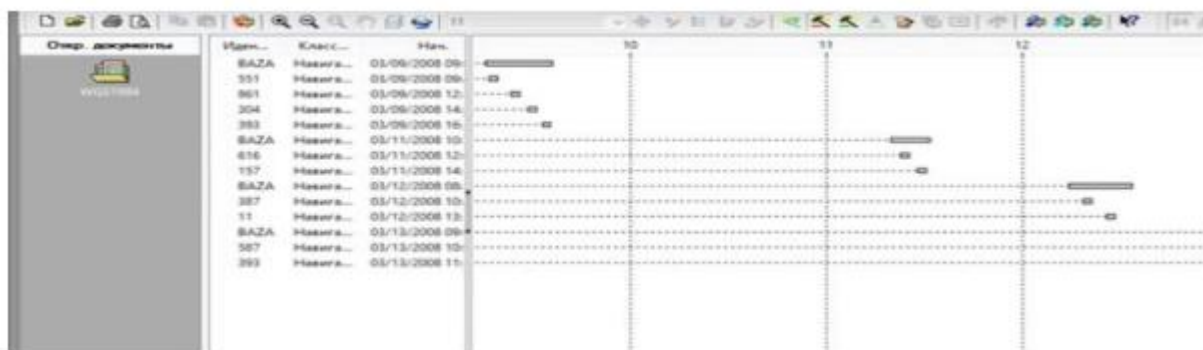 Откр. документы Иден... Класс... Нач. 10 11 12
BAZA Навига... 03/09/2008 09:
551 Навига... 03/09/2008 09:
961 Навига... 03/09/2008 12:
304 Навига... 03/09/2008 14:
393 Навига... 03/09/2008 16:
BAZA Навига... 03/11/2008 10:
616 Навига... 03/11/2008 12:
157 Навига... 03/11/2008 14:
BAZA Навига... 03/12/2008 08:
387 Навига... 03/12/2008 10:
11 Навига... 03/12/2008 13:
BAZA Навига... 03/13/2008 09:
587 Навига... 03/13/2008 10:
393 Навига... 03/13/2008 11: